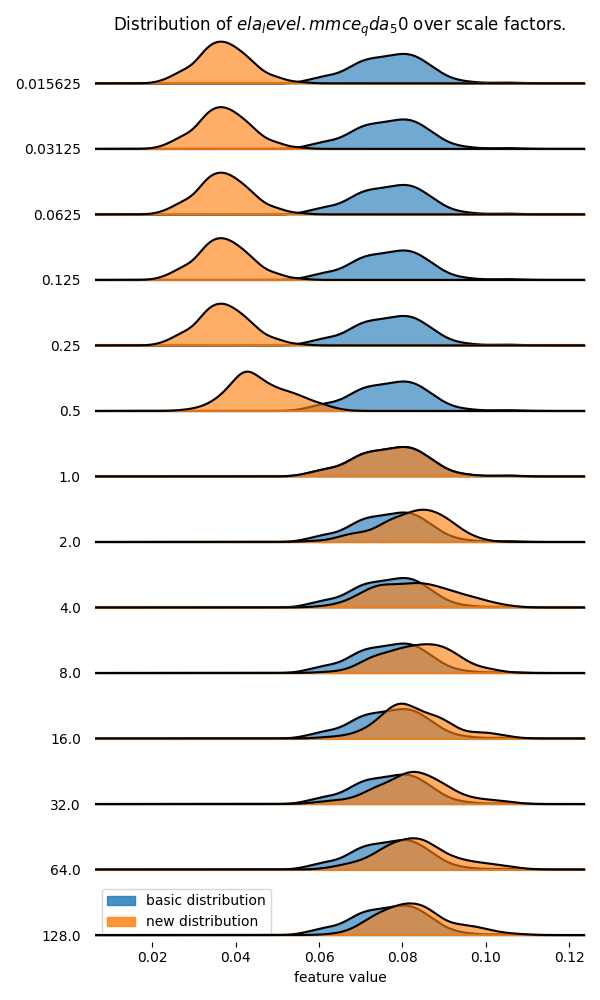 Distribution of ela_level.mmce_qda_50 over scale factors.
0.015625
0.03125
0.0625
0.125
0.25
0.5
1.0
2.0
4.0
8.0
16.0
32.0
64.0
basic distribution
new distribution
128.0
0.02 0.04 0.06 0.08 0.10 0.12
feature value